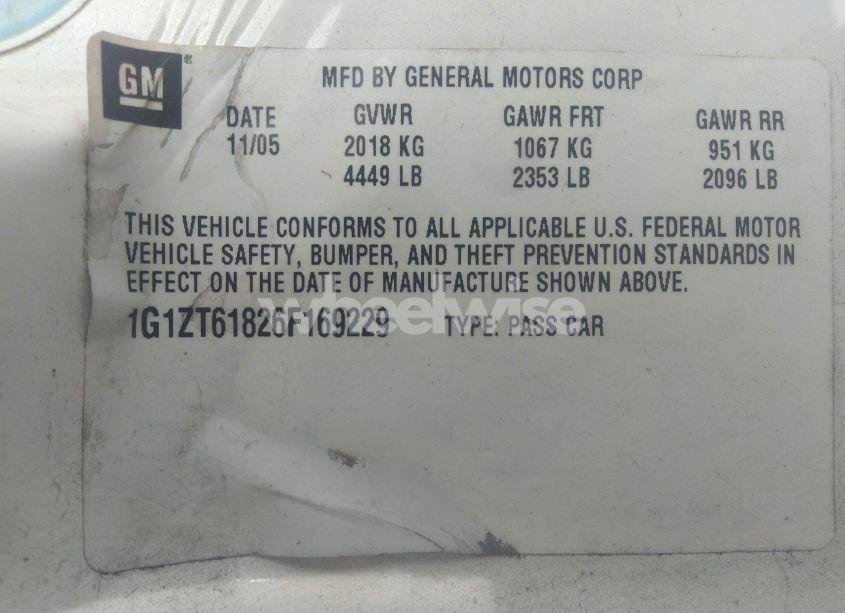 GM®
MFD BY GENERAL MOTORS CORP
DATE GVWR GAWR FRT GAWR RR
11/05 2018 KG 1067 KG 951 KG
4449 LB 2353 LB 2096 LB
THIS VEHICLE CONFORMS TO ALL APPLICABLE U.S. FEDERAL MOTOR
VEHICLE SAFETY, BUMPER, AND THEFT PREVENTION STANDARDS IN
EFFECT ON THE DATE OF MANUFACTURE SHOWN ABOVE.
wheelwise
1G1ZT61826F169229 TYPE: PASS CAR